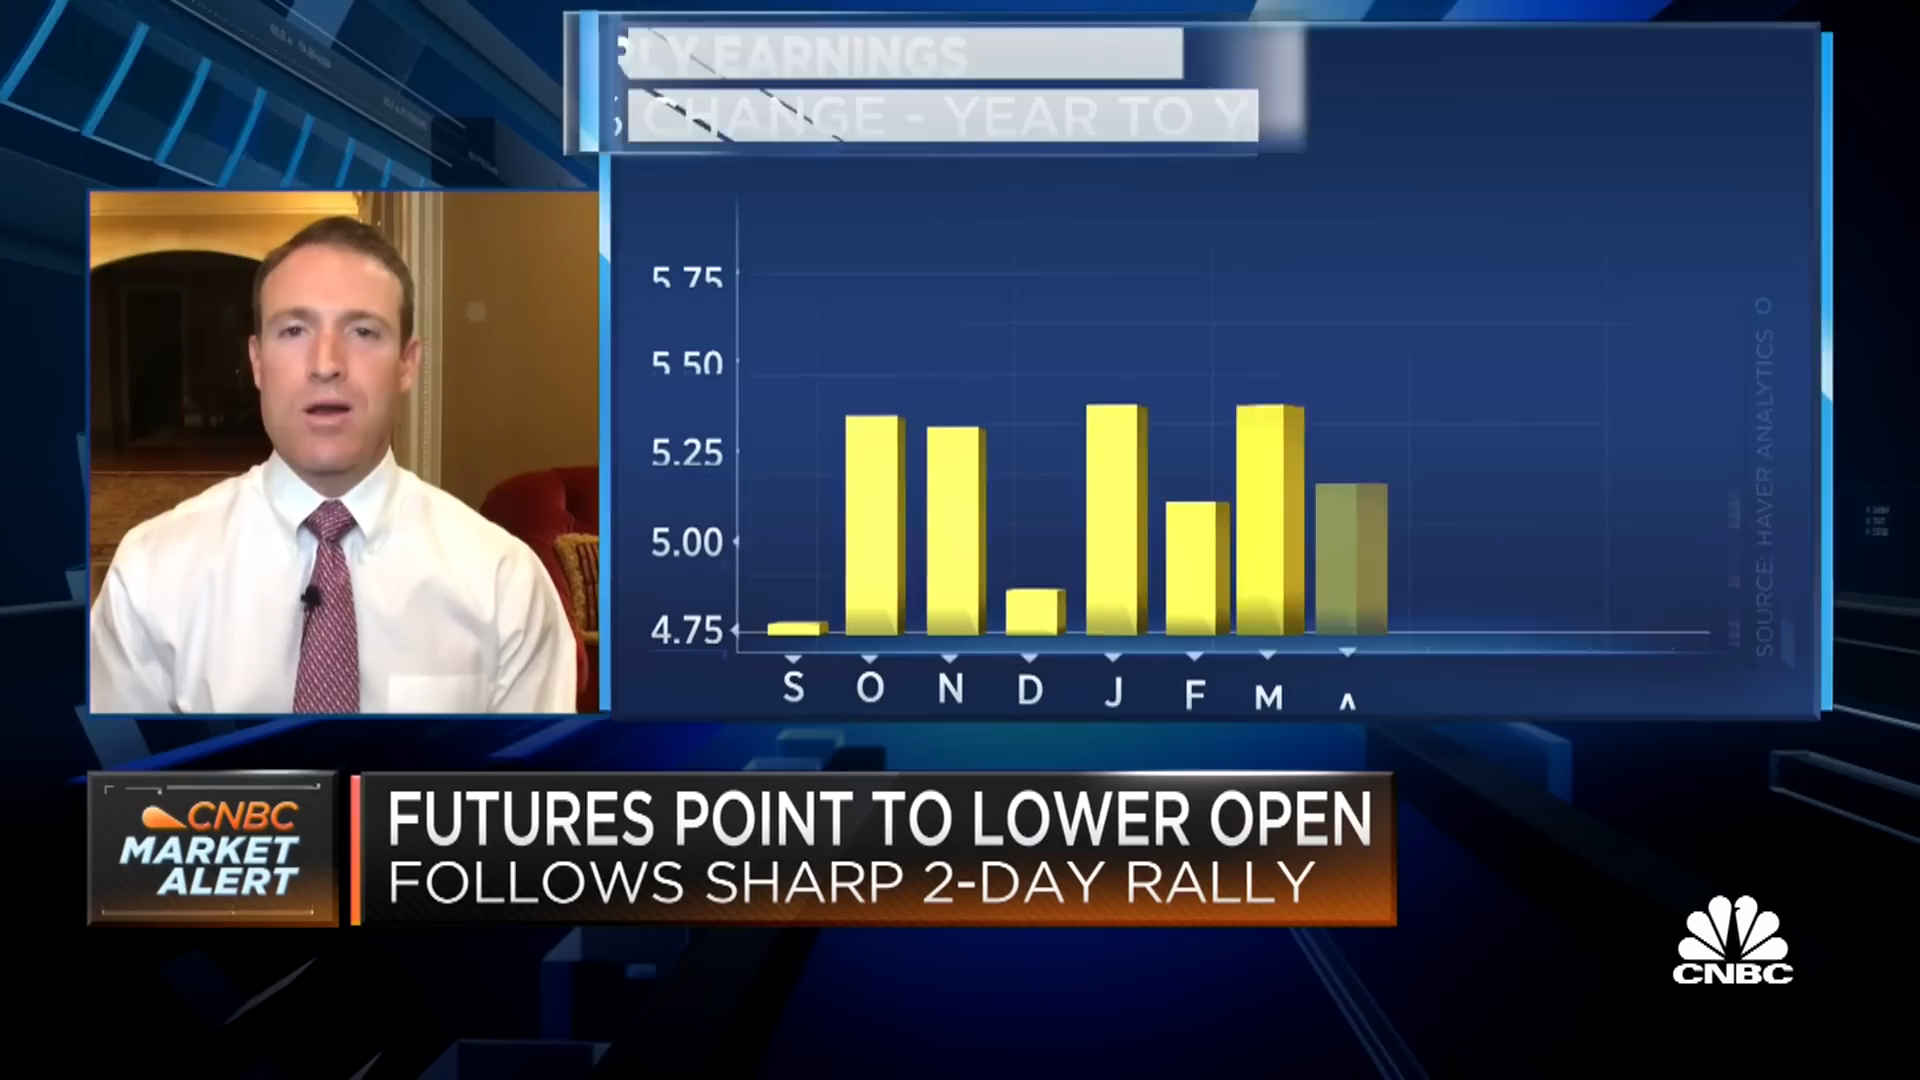 EARNINGS
CHANGE - YEAR TO Y
5.75
5.50
5.25
5.00
4.75
S O N D J F M
SOURCE: HAVER ANALYTICS
CNBC
MARKET
ALERT
FUTURES POINT TO LOWER OPEN
FOLLOWS SHARP 2-DAY RALLY
CNBC